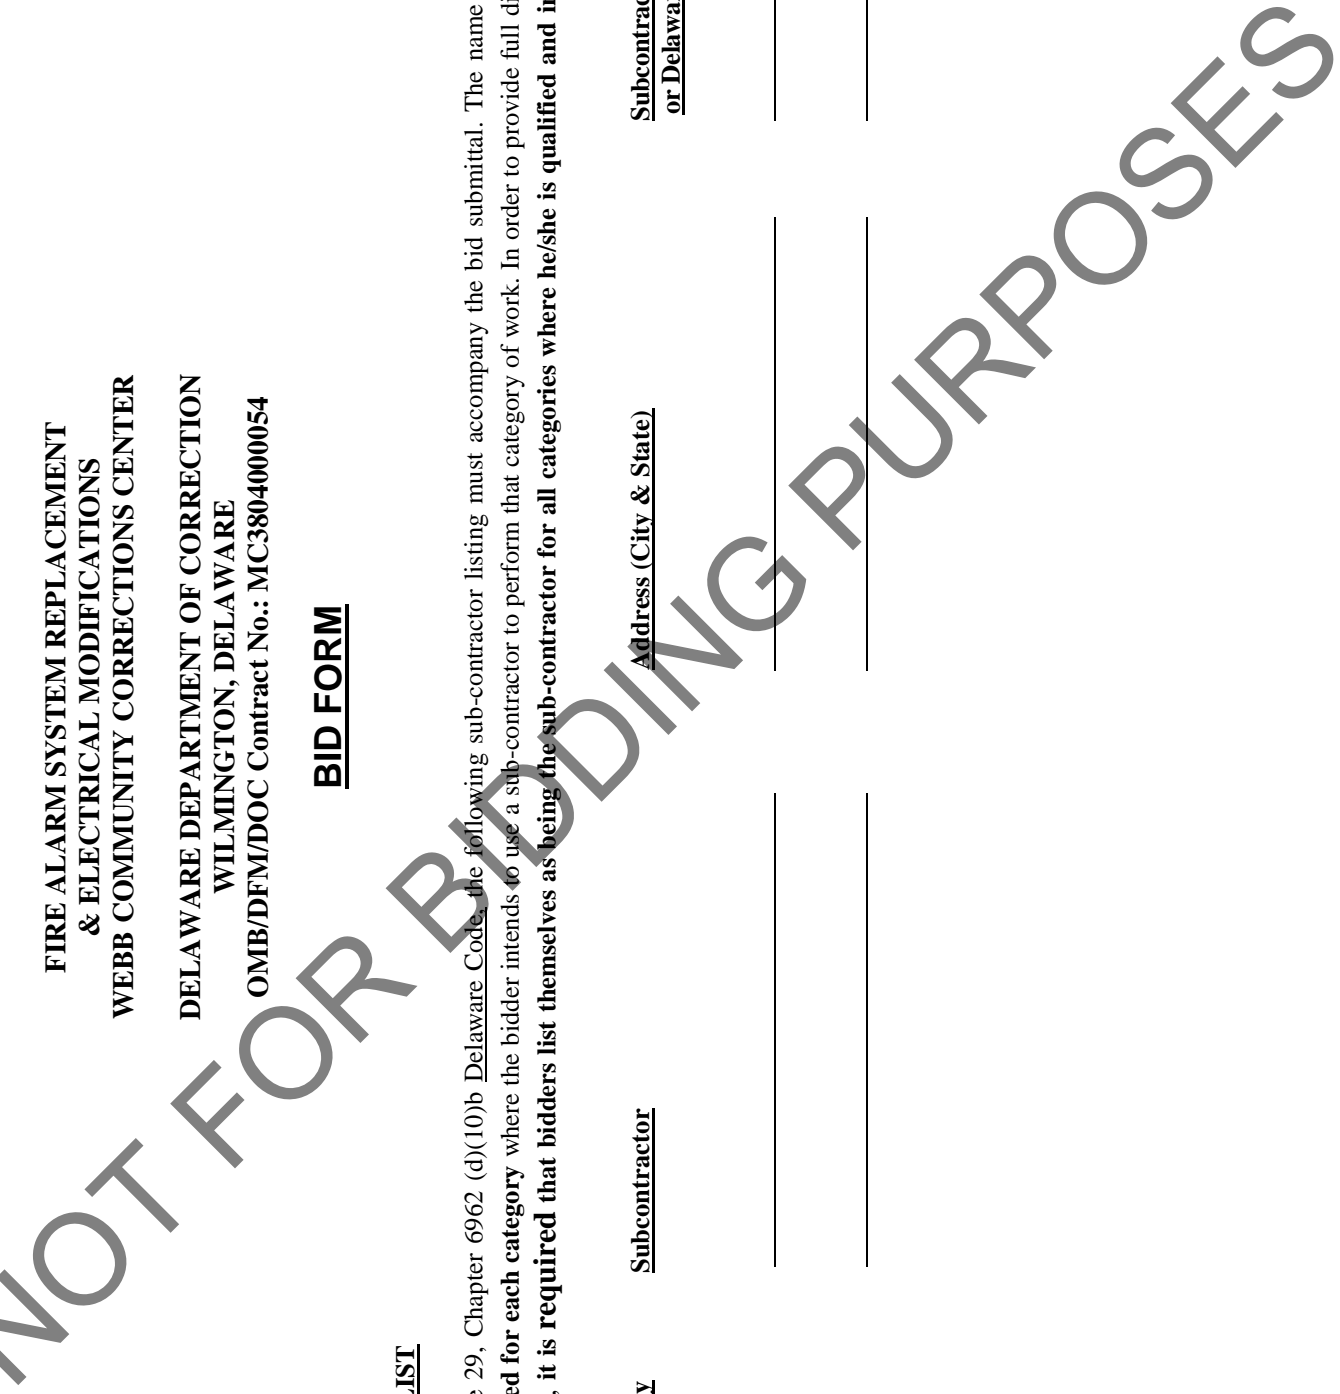 FIRE ALARM SYSTEM REPLACEMENT
& ELECTRICAL MODIFICATIONS
WEBB COMMUNITY CORRECTIONS CENTER
DELAWARE DEPARTMENT OF CORRECTION
WILMINGTON, DELAWARE
OMB/DFM/DOC Contract No.: MC3804000054
BID FORM
LIST
29, Chapter 6962 (d)(10)b Delaware Code, the following sub-contractor listing must accompany the bid submittal. The name
ed for each category where the bidder intends to use a sub-contractor to perform that category of work. In order to provide full di
, it is required that bidders list themselves as being the sub-contractor for all categories where he/she is qualified and in
Subcontractor Address (City & State) Subcontrac
or Delawar
NOT FOR BIDDING PURPOSES